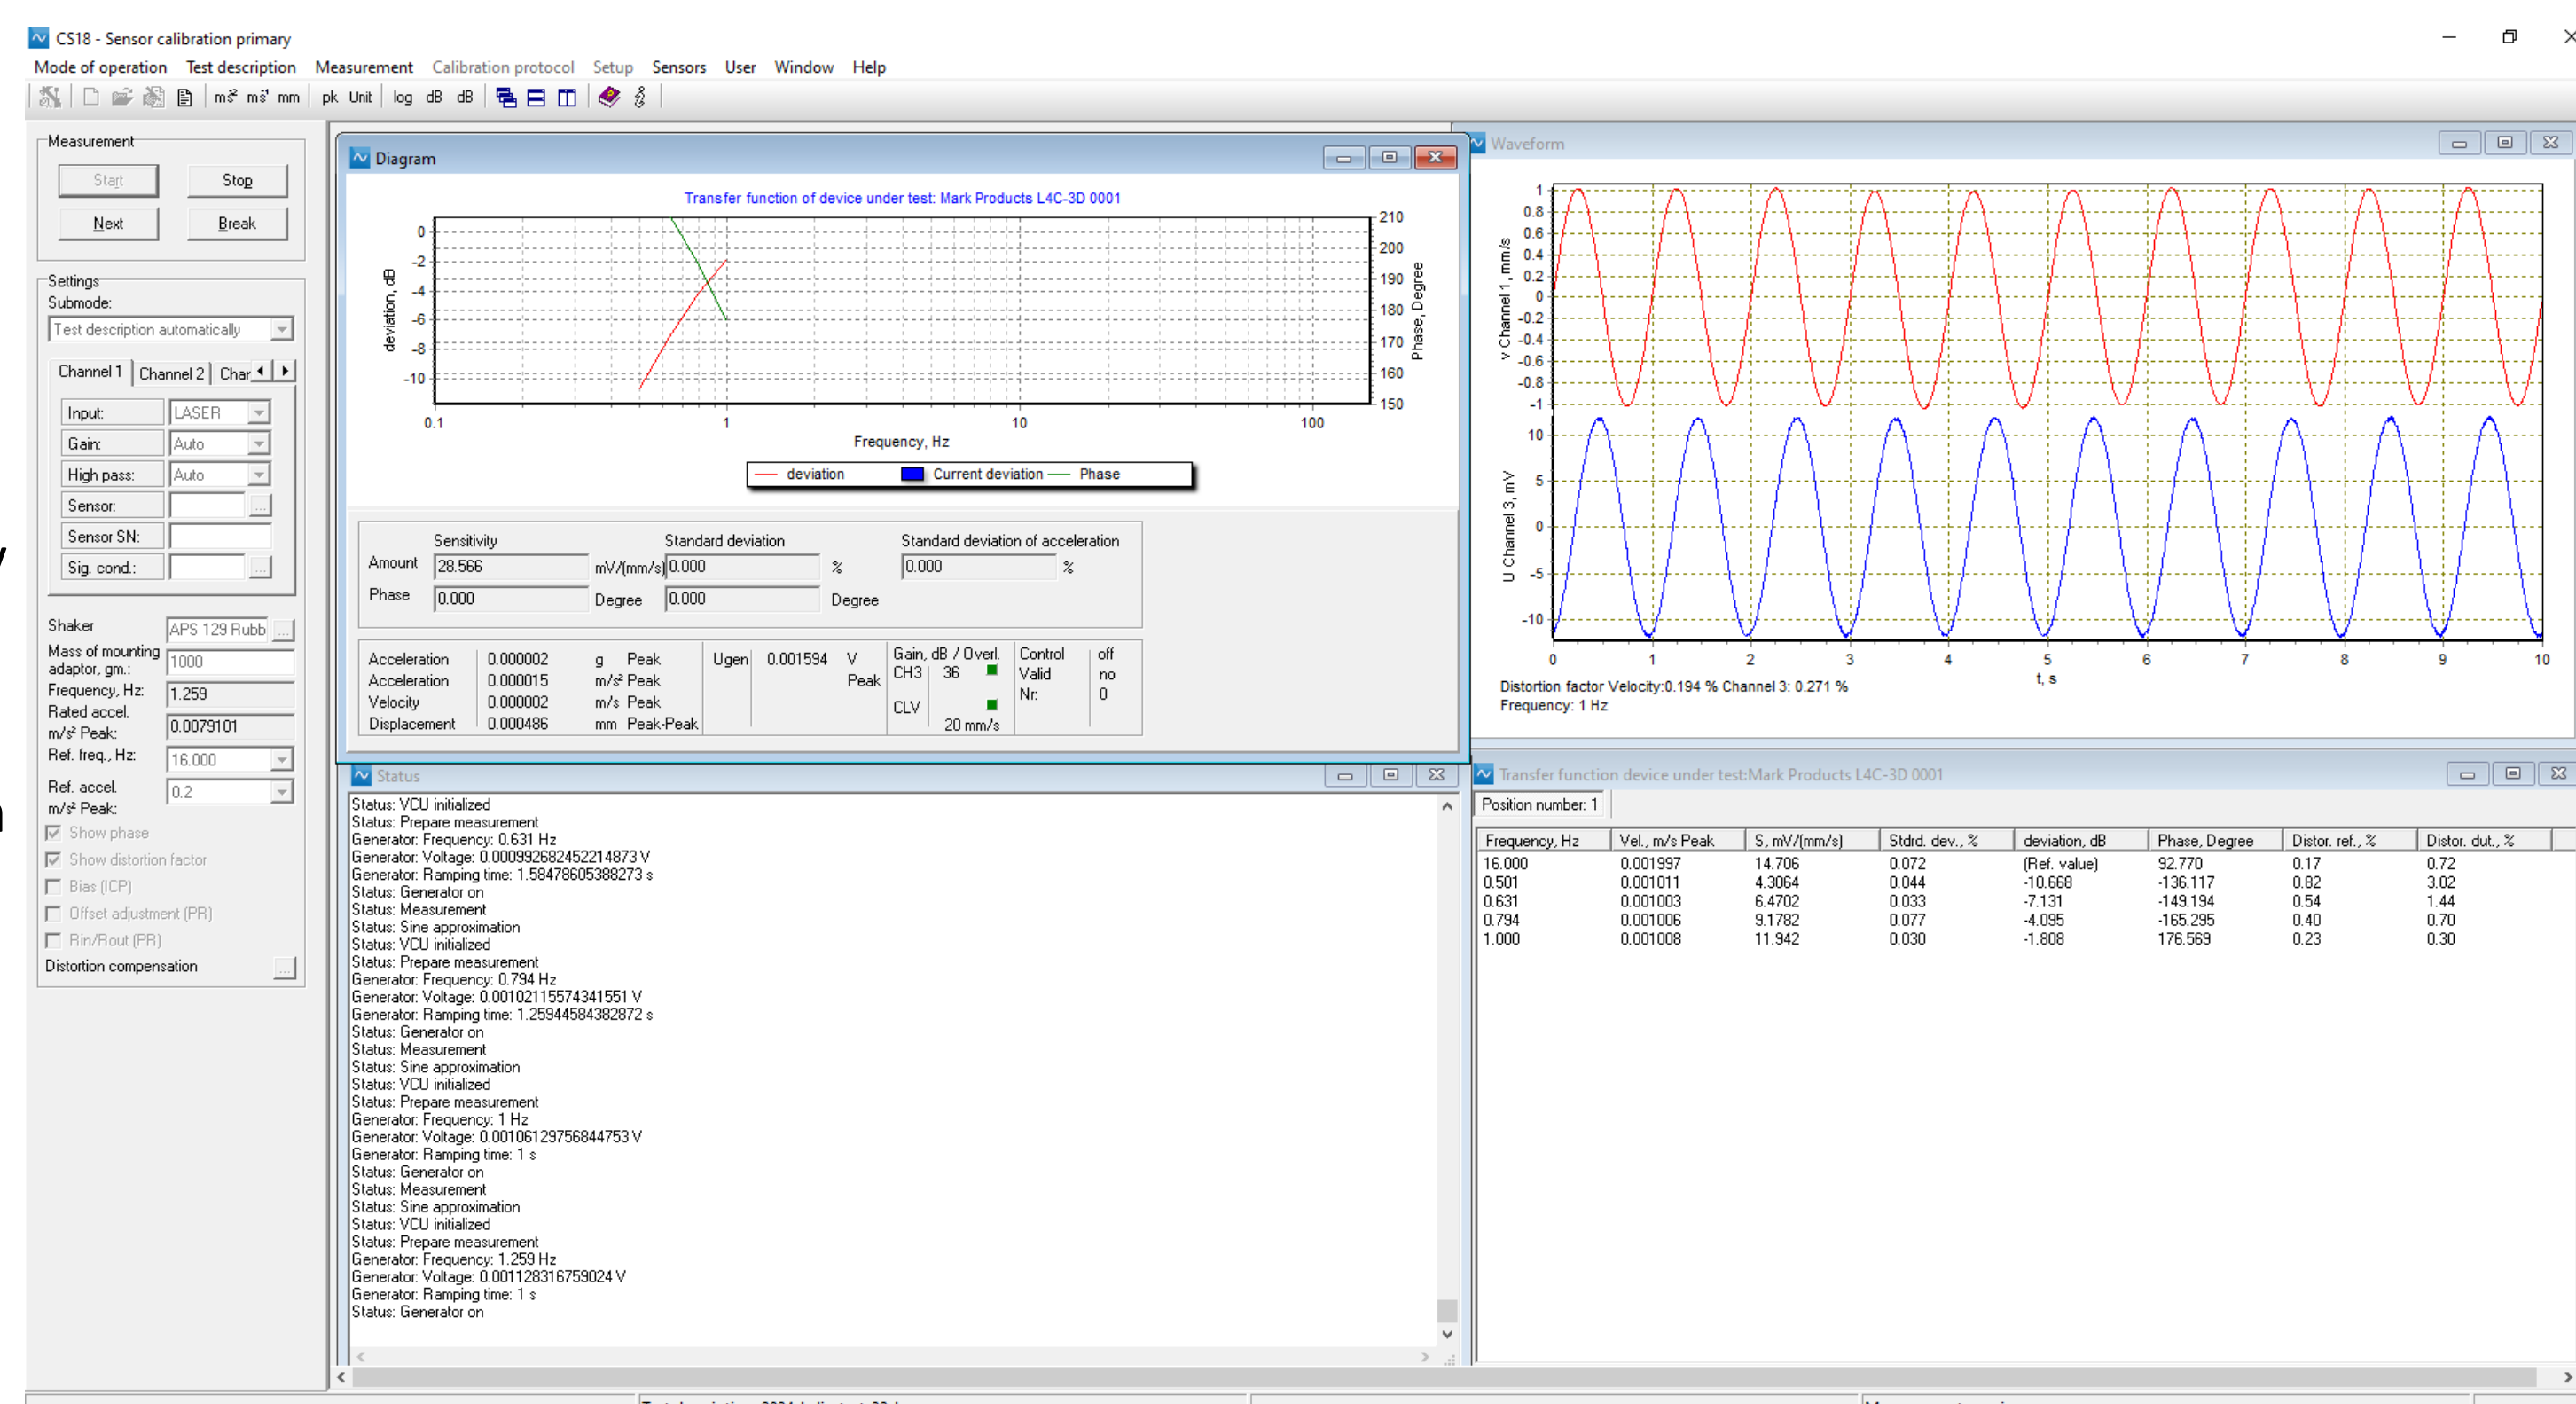 CS18 - Sensor calibration primary
Mode of operation Test description Measurement Calibration protocol Setup Sensors User Window Help
pk Unit log dB dB
Measurement
Start Stop
Next Break
Settings
Submode:
Test description automatically
Channel 1 Channel 2 Char
Input: LASER
Gain: Auto
High pass: Auto
Sensor: ...
Sensor SN:
Sig. cond.: ...
Shaker APS 129 Rubb ...
Mass of mounting adaptor, gm.: 1000
Frequency, Hz: 1.259
Rated accel. m/s² Peak: 0.0079101
Ref. freq., Hz: 16.000
Ref. accel. m/s² Peak: 0.2
Show phase
Show distortion factor
Bias (ICP)
Offset adjustment (PR)
Rin/Rout (PR)
Distortion compensation ...
Diagram
Transfer function of device under test: Mark Products L4C-3D 0001
deviation, dB
0
-2
-4
-6
-8
-10
210
200
190
180
170
160
150
Phase, Degree
0.1 1 10 100
Frequency, Hz
deviation Current deviation Phase
Sensitivity Standard deviation Standard deviation of acceleration
Amount 28.566 mV/(mm/s) 0.000 % 0.000 %
Phase 0.000 Degree 0.000 Degree
Acceleration 0.000002 g Peak
Acceleration 0.000015 m/s² Peak
Velocity 0.000002 m/s Peak
Displacement 0.000486 mm Peak-Peak
Ugen 0.001594 V
Peak
Gain, dB / Overl.
CH3 36
CLV
20 mm/s
Control off
Valid no
Nr: 0
Waveform
v Channel 1, mm/s
1
0.8
0.6
0.4
0.2
0
-0.2
-0.4
-0.6
-0.8
-1
U Channel 3, mV
10
5
0
-5
-10
0 1 2 3 4 5 6 7 8 9 10
t, s
Distortion factor Velocity:0.194 % Channel 3: 0.271 %
Frequency: 1 Hz
Status
Status: VCU initialized
Status: Prepare measurement
Generator: Frequency: 0.631 Hz
Generator: Voltage: 0.000992682452214873 V
Generator: Ramping time: 1.58478605388273 s
Status: Generator on
Status: Measurement
Status: Sine approximation
Status: VCU initialized
Status: Prepare measurement
Generator: Frequency: 0.794 Hz
Generator: Voltage: 0.00102115574341551 V
Generator: Ramping time: 1.25944584382872 s
Status: Generator on
Status: Measurement
Status: Sine approximation
Status: VCU initialized
Status: Prepare measurement
Generator: Frequency: 1 Hz
Generator: Voltage: 0.00106129756844753 V
Generator: Ramping time: 1 s
Status: Generator on
Status: Measurement
Status: Sine approximation
Status: VCU initialized
Status: Prepare measurement
Generator: Frequency: 1.259 Hz
Generator: Voltage: 0.001128316759024 V
Generator: Ramping time: 1 s
Status: Generator on
Transfer function device under test:Mark Products L4C-3D 0001
Position number: 1
Frequency, Hz Vel., m/s Peak S, mV/(mm/s) Stdrd. dev., % deviation, dB Phase, Degree Distor. ref., % Distor. dut., %
16.000 0.001997 14.706 0.072 (Ref. value) 92.770 0.17 0.72
0.501 0.001011 4.3064 0.044 -10.668 -136.117 0.82 3.02
0.631 0.001003 6.4702 0.033 -7.131 -149.194 0.54 1.44
0.794 0.001006 9.1782 0.077 -4.095 -165.295 0.40 0.70
1.000 0.001008 11.942 0.030 -1.808 176.569 0.23 0.30